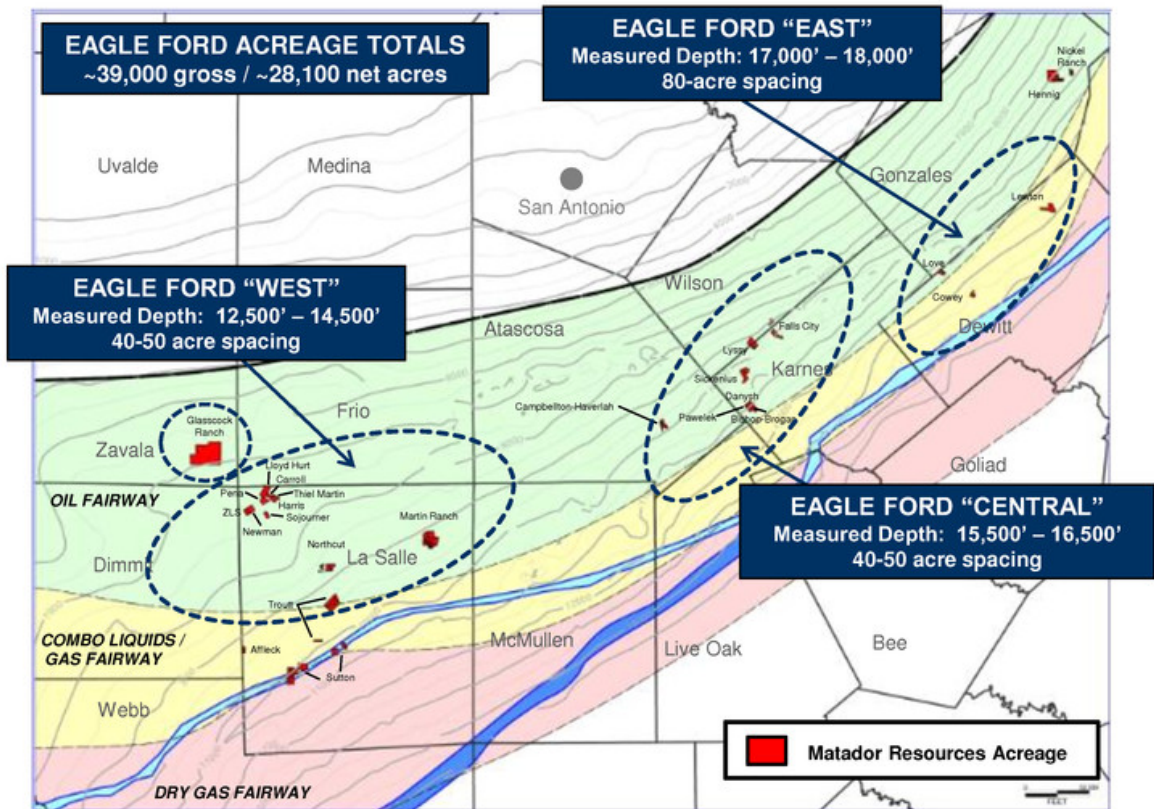 EAGLE FORD ACREAGE TOTALS
~39,000 gross / ~28,100 net acres
EAGLE FORD “EAST”
Measured Depth: 17,000’ – 18,000’
80-acre spacing
Nickel
Ranch
Hennig
Uvalde
Medina
San Antonio
Gonzales
Lewton
EAGLE FORD “WEST”
Measured Depth: 12,500’ – 14,500’
40-50 acre spacing
Wilson
Love
Cowey
Dewitt
Atascosa
Falls City
Lyssy
Karnes
Sickenius
Danysh
Pawelek
Bishop-Brogan
Campbellton-Haverlah
Frio
Glasscock
Ranch
Zavala
Goliad
OIL FAIRWAY
Lloyd Hurt
Carroll
Pena
Thiel Martin
Harris
ZLS
Sojourner
Newman
Martin Ranch
EAGLE FORD “CENTRAL”
Measured Depth: 15,500’ – 16,500’
40-50 acre spacing
Northcut
La Salle
Dimmit
Troutt
COMBO LIQUIDS /
GAS FAIRWAY
Affleck
McMullen
Live Oak
Bee
Sutton
Webb
Matador Resources Acreage
DRY GAS FAIRWAY
FEET